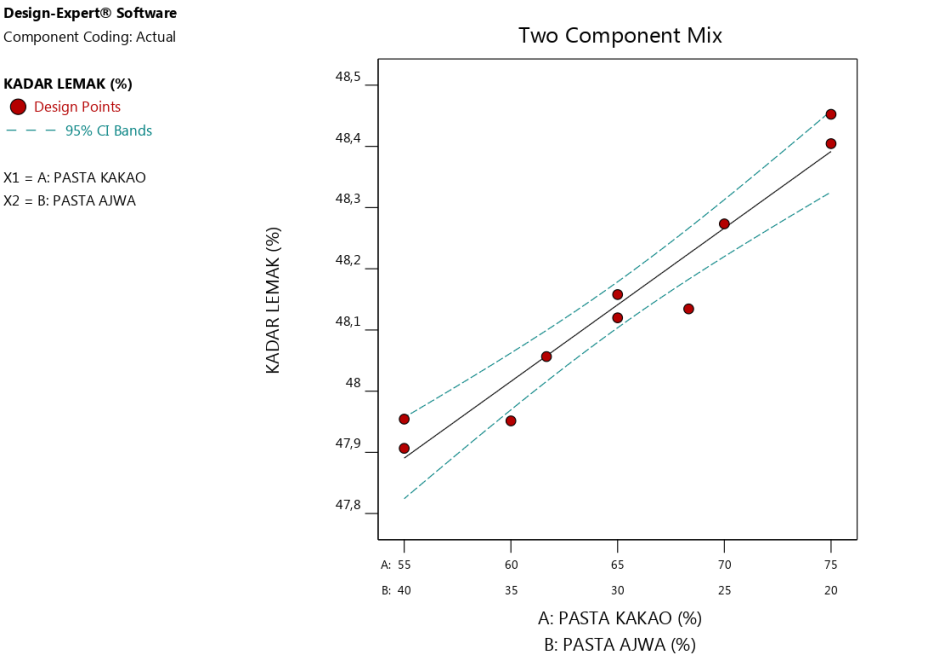 Design-Expert® Software
Component Coding: Actual
KADAR LEMAK (%)
Design Points
95% CI Bands
X1 = A: PASTA KAKAO
X2 = B: PASTA AJWA
Two Component Mix
KADAR LEMAK (%)
48,5
48,4
48,3
48,2
48,1
48
47,9
47,8
A: 55 60 65 70 75
B: 40 35 30 25 20
A: PASTA KAKAO (%)
B: PASTA AJWA (%)